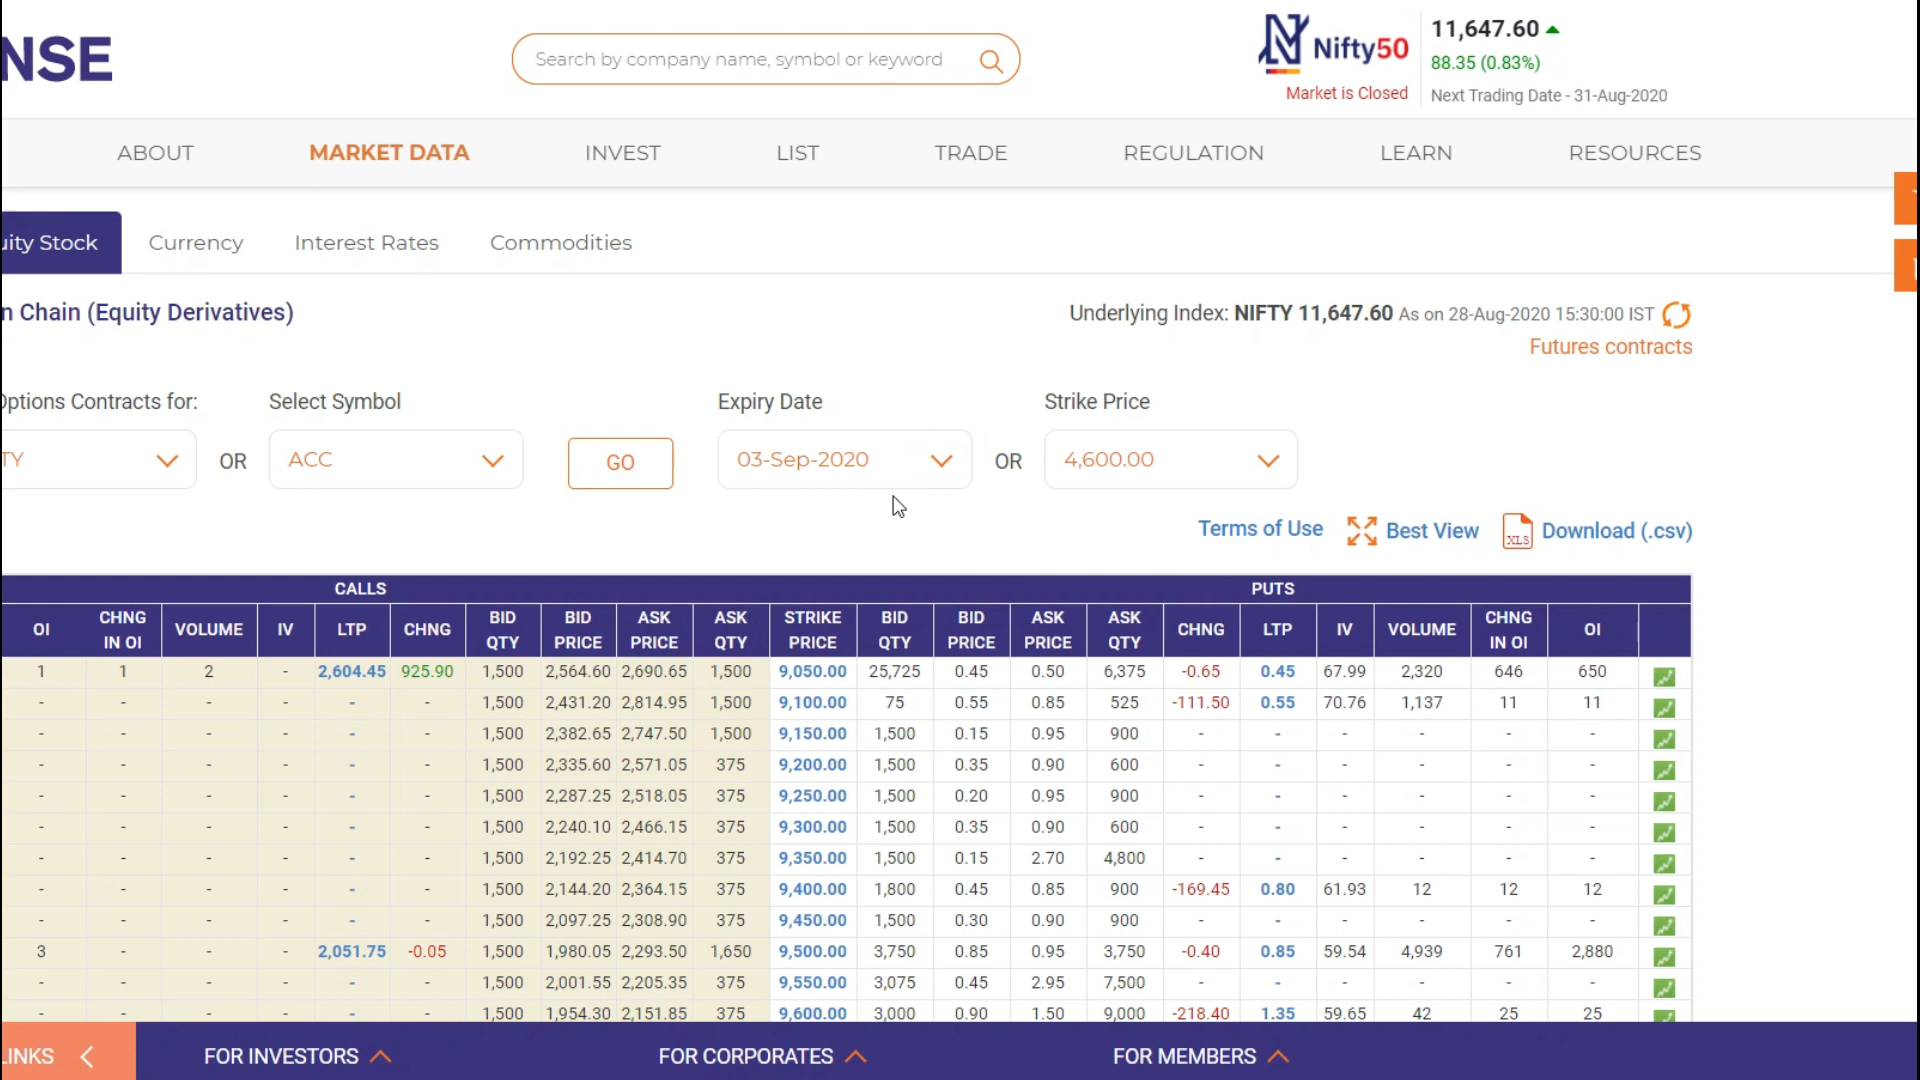 NSE
Search by company name, symbol or keyword
Nifty50
Market is Closed
11,647.60
88.35 (0.83%)
Next Trading Date - 31-Aug-2020
ABOUT MARKET DATA INVEST LIST TRADE REGULATION LEARN RESOURCES
uity Stock Currency Interest Rates Commodities
n Chain (Equity Derivatives)
Underlying Index: NIFTY 11,647.60 As on 28-Aug-2020 15:30:00 IST
Futures contracts
Options Contracts for: Select Symbol Expiry Date Strike Price
TY OR ACC GO 03-Sep-2020 OR 4,600.00
Terms of Use Best View XLS Download (.csv)
CALLS PUTS
OI CHNG IN OI VOLUME IV LTP CHNG BID QTY BID PRICE ASK PRICE ASK QTY STRIKE PRICE BID QTY BID PRICE ASK PRICE ASK QTY CHNG LTP IV VOLUME CHNG IN OI OI
1 1 2 - 2,604.45 925.90 1,500 2,564.60 2,690.65 1,500 9,050.00 25,725 0.45 0.50 6,375 -0.65 0.45 67.99 2,320 646 650
- - - - - - 1,500 2,431.20 2,814.95 1,500 9,100.00 75 0.55 0.85 525 -111.50 0.55 70.76 1,137 11 11
- - - - - - 1,500 2,382.65 2,747.50 1,500 9,150.00 1,500 0.15 0.95 900 - - - - - -
- - - - - - 1,500 2,335.60 2,571.05 375 9,200.00 1,500 0.35 0.90 600 - - - - - -
- - - - - - 1,500 2,287.25 2,518.05 375 9,250.00 1,500 0.20 0.95 900 - - - - - -
- - - - - - 1,500 2,240.10 2,466.15 375 9,300.00 1,500 0.35 0.90 600 - - - - - -
- - - - - - 1,500 2,192.25 2,414.70 375 9,350.00 1,500 0.15 2.70 4,800 - - - - - -
- - - - - - 1,500 2,144.20 2,364.15 375 9,400.00 1,800 0.45 0.85 900 -169.45 0.80 61.93 12 12 12
- - - - - - 1,500 2,097.25 2,308.90 375 9,450.00 1,500 0.30 0.90 900 - - - - - -
3 - - - 2,051.75 -0.05 1,500 1,980.05 2,293.50 1,650 9,500.00 3,750 0.85 0.95 3,750 -0.40 0.85 59.54 4,939 761 2,880
- - - - - - 1,500 2,001.55 2,205.35 375 9,550.00 3,075 0.45 2.95 7,500 - - - - - -
- - - - - - 1,500 1,954.30 2,151.85 375 9,600.00 3,000 0.90 1.50 9,000 -218.40 1.35 59.65 42 25 25
LINKS FOR INVESTORS FOR CORPORATES FOR MEMBERS